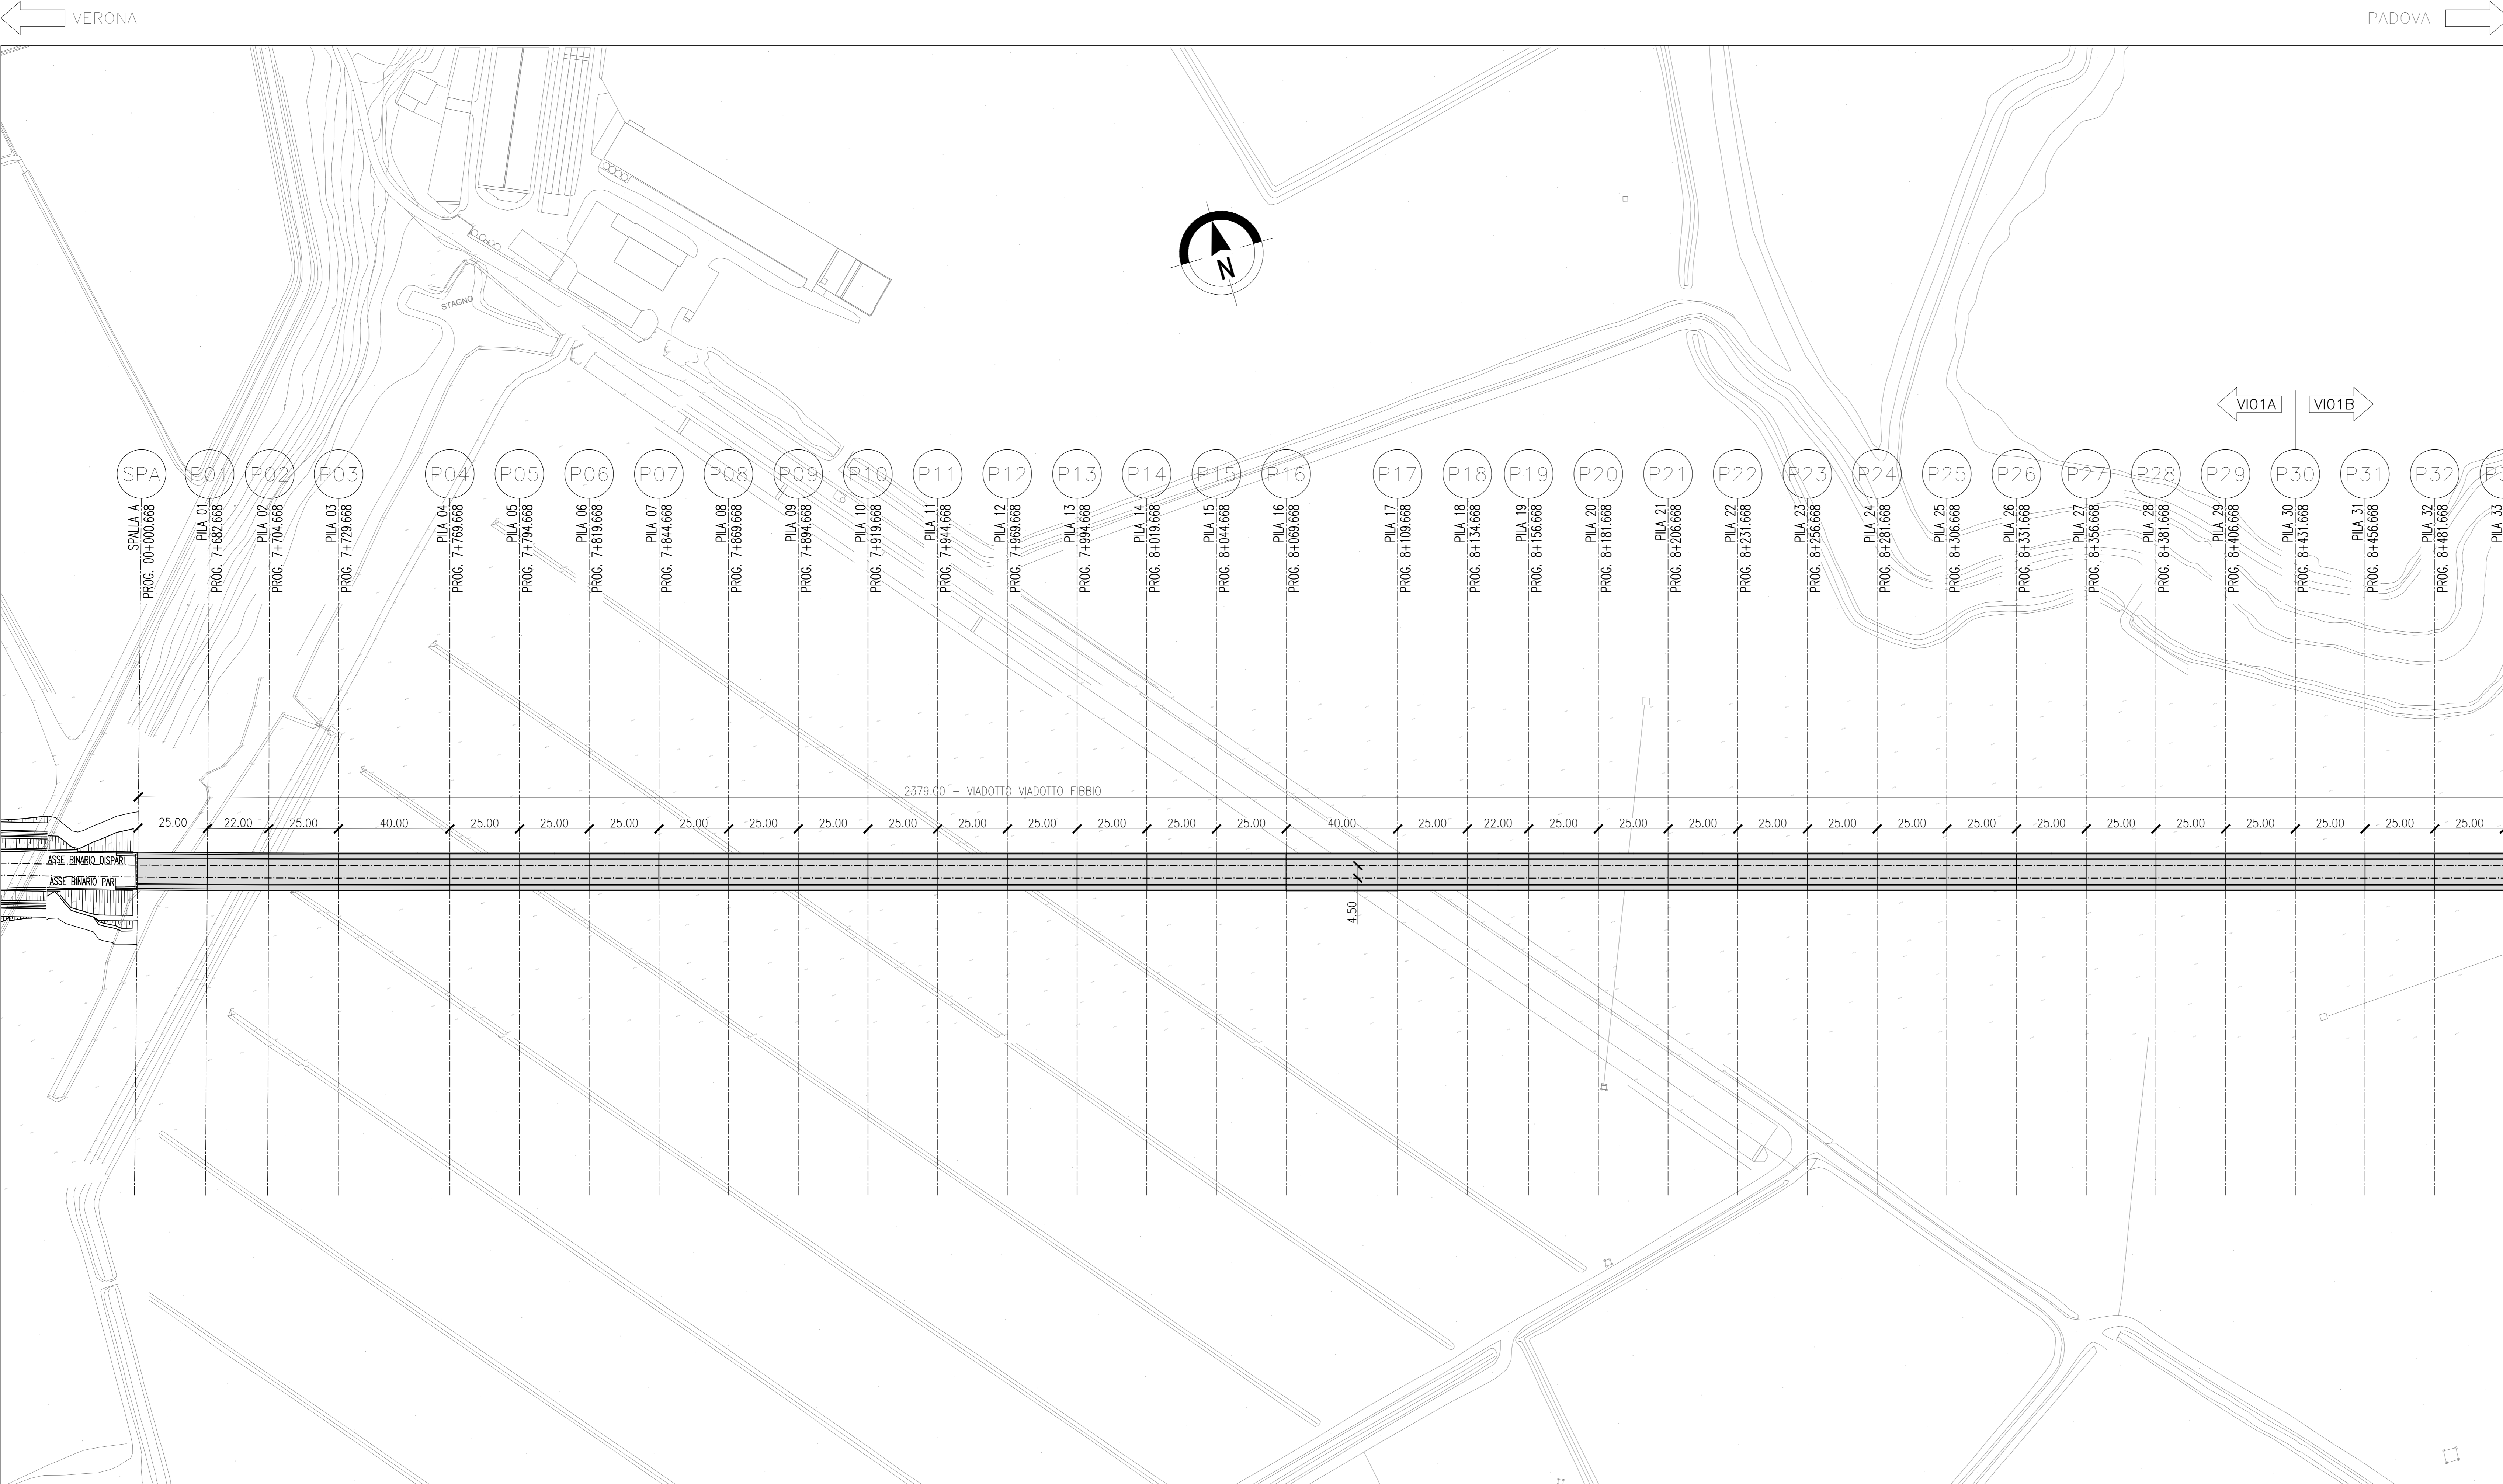 VERONA
PADOVA
STAGNO
N
VI01A
VI01B
SPA
P01
P02
P03
P04
P05
P06
P07
P08
P09
P10
P11
P12
P13
P14
P15
P16
P17
P18
P19
P20
P21
P22
P23
P24
P25
P26
P27
P28
P29
P30
P31
P32
SPALLA A
PROG. 00+000.668
PILA 01
PROG. 7+682.668
PILA 02
PROG. 7+704.668
PILA 03
PROG. 7+729.668
PILA 04
PROG. 7+769.668
PILA 05
PROG. 7+794.668
PILA 06
PROG. 7+819.668
PILA 07
PROG. 7+844.668
PILA 08
PROG. 7+869.668
PILA 09
PROG. 7+894.668
PILA 10
PROG. 7+919.668
PILA 11
PROG. 7+944.668
PILA 12
PROG. 7+969.668
PILA 13
PROG. 7+994.668
PILA 14
PROG. 8+019.668
PILA 15
PROG. 8+044.668
PILA 16
PROG. 8+069.668
PILA 17
PROG. 8+109.668
PILA 18
PROG. 8+134.668
PILA 19
PROG. 8+156.668
PILA 20
PROG. 8+181.668
PILA 21
PROG. 8+206.668
PILA 22
PROG. 8+231.668
PILA 23
PROG. 8+256.668
PILA 24
PROG. 8+281.668
PILA 25
PROG. 8+306.668
PILA 26
PROG. 8+331.668
PILA 27
PROG. 8+356.668
PILA 28
PROG. 8+381.668
PILA 29
PROG. 8+406.668
PILA 30
PROG. 8+431.668
PILA 31
PROG. 8+456.668
PILA 32
PROG. 8+481.668
PILA 33
2379.00 - VIADOTTO VIADOTTO FIBBIO
25.00 22.00 25.00 40.00 25.00 25.00 25.00 25.00 25.00 25.00 25.00 25.00 25.00 25.00 25.00 25.00 40.00 25.00 22.00 25.00 25.00 25.00 25.00 25.00 25.00 25.00 25.00 25.00 25.00 25.00 25.00 25.00 25.00
ASSE BINARIO DISPARI
ASSE BINARIO PARI
4.50